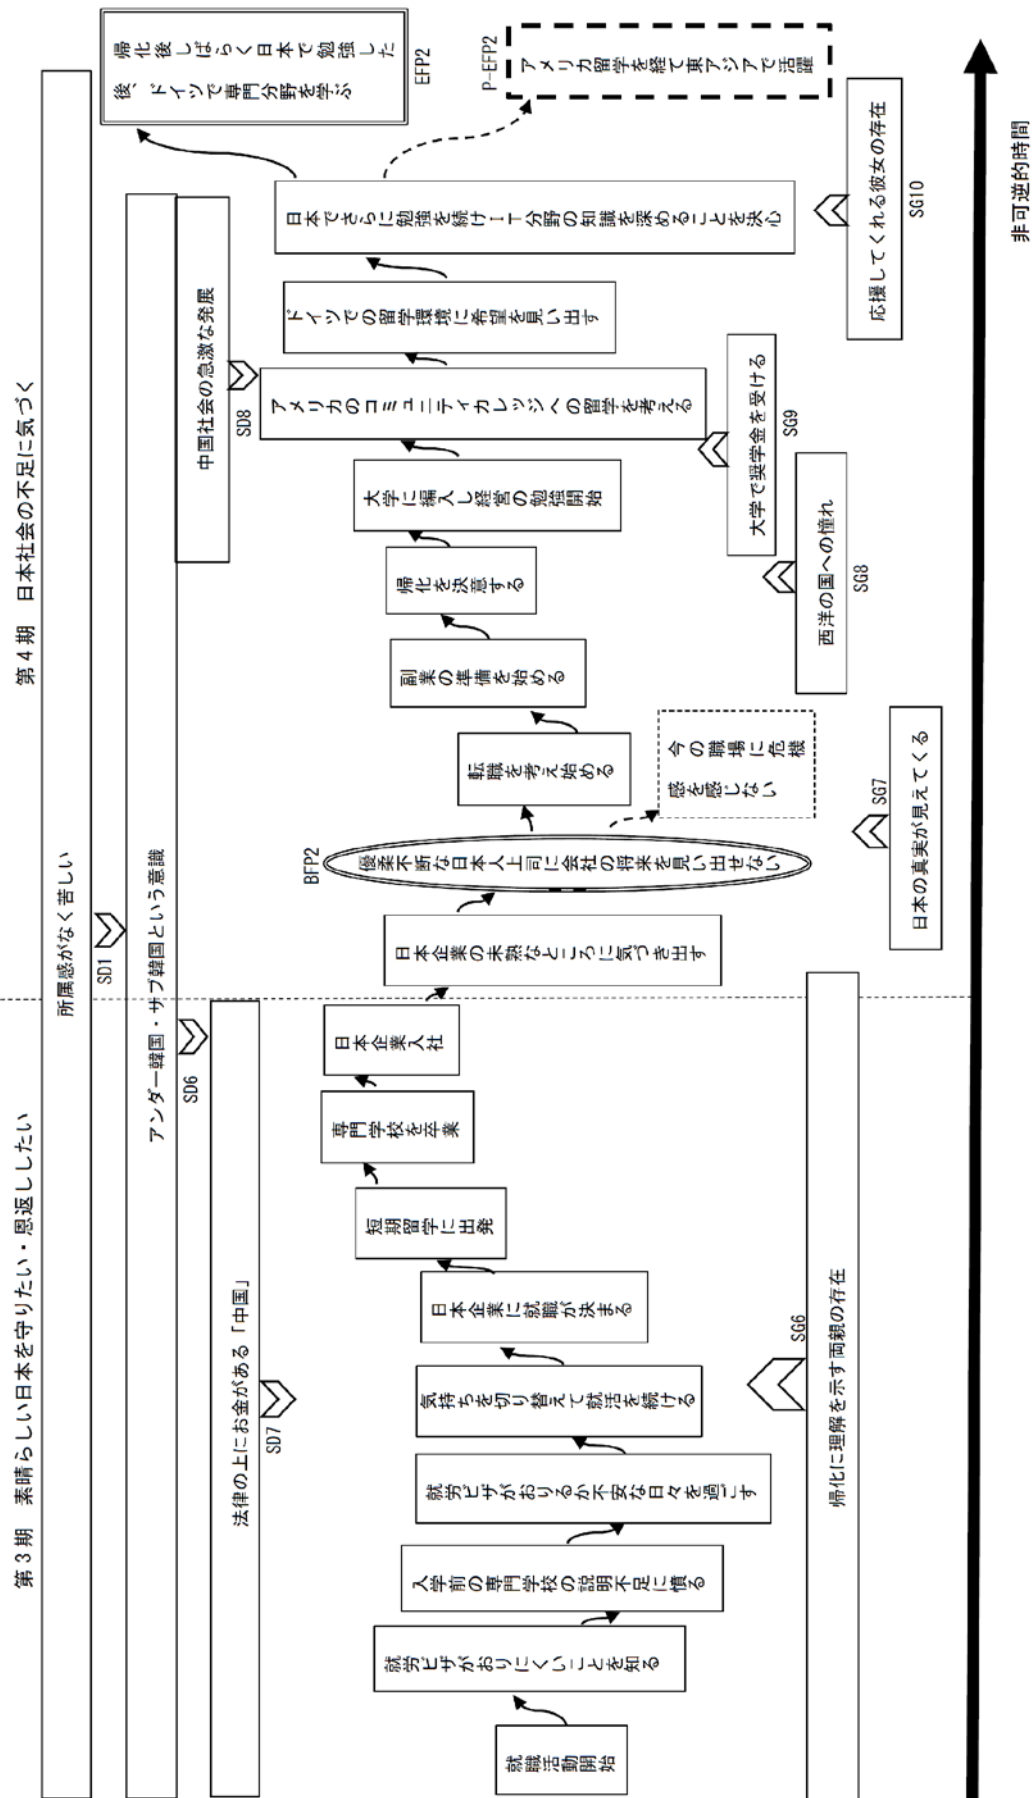 第3期 素晴らしい日本を守りたい・恩返ししたい
第4期 日本社会の不足に気づく
所属感がなく苦しい
SD1
アンダー韓国・サブ韓国という意識
SD6
法律の上にお金がある「中国」
SD7
中国社会の急激な発展
SD8
就職活動開始
就労ビザがおりにくいことを知る
入学前の専門学校の説明不足に憤る
就労ビザがおりるか不安な日々を過ごす
気持ちを切り替えて就活を続ける
日本企業に就職が決まる
短期留学に出発
専門学校を卒業
日本企業入社
日本企業の未熟なところに気づき出す
BFP2
優柔不断な日本人上司に会社の将来を見い出せない
今の職場に危機
感を感じない
転職を考え始める
副業の準備を始める
帰化を決意する
大学に編入し経営の勉強開始
アメリカのコミュニティカレッジへの留学を考える
ドイツでの留学環境に希望を見い出す
日本でさらに勉強を続けIT分野の知識を深めることを決心
帰化後しばらく日本で勉強した
後、ドイツで専門分野を学ぶ
EFP2
P-EFP2
アメリカ留学を経て東アジアで活躍
SG6
帰化に理解を示す両親の存在
SG7
日本の真実が見えてくる
西洋の国への憧れ
SG8
大学で奨学金を受ける
SG9
応援してくれる彼女の存在
SG10
非可逆的時間